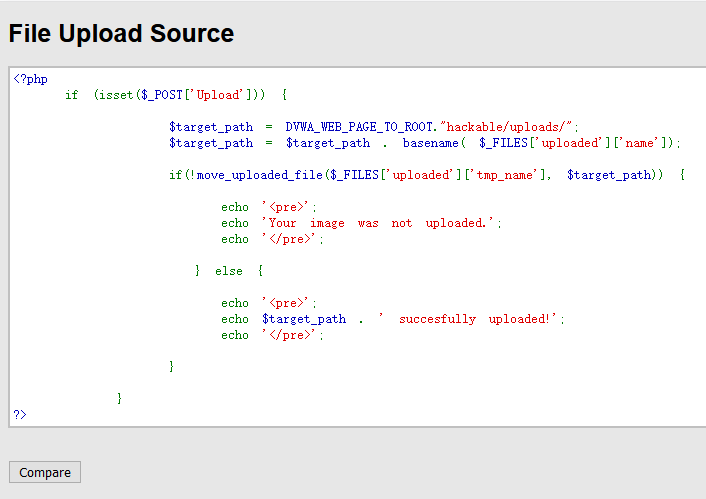 File Upload Source
<?php
if (isset($_POST['Upload'])) {
$target_path = DVWA_WEB_PAGE_TO_ROOT."hackable/uploads/";
$target_path = $target_path . basename( $_FILES['uploaded']['name']);
if(!move_uploaded_file($_FILES['uploaded']['tmp_name'], $target_path)) {
echo '<pre>';
echo 'Your image was not uploaded.';
echo '</pre>';
} else {
echo '<pre>';
echo $target_path . ' succesfully uploaded!';
echo '</pre>';
}
}
?>
Compare